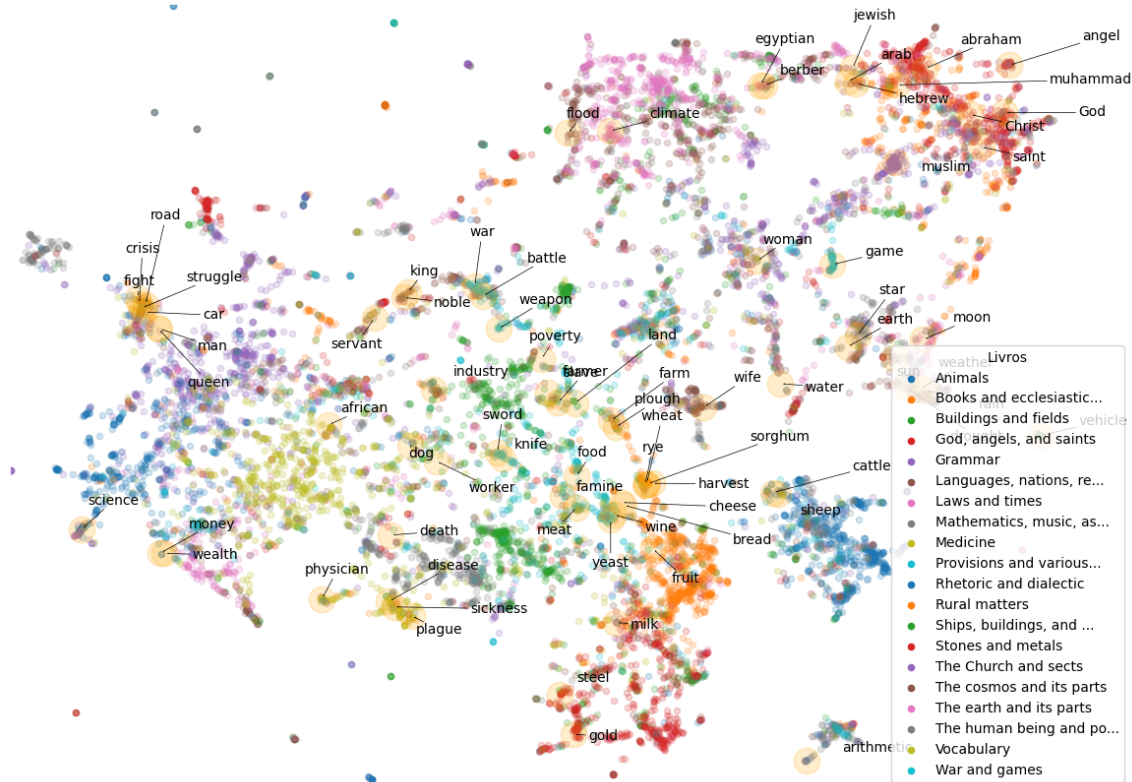 jewish
angel
egyptian
arab
abraham
berber
muhammad
hebrew
flood
climate
God
Christ
saint
muslim
road
war
woman
crisis
battle
game
struggle
king
fight
star
noble
weapon
car
earth
moon
poverty
land
servant
man
Livros
weather
sun
industry
farm
wife
water
queen
Animals
plough
african
sword
wheat
Books and ecclesiastic...
rain
Buildings and fields
vehicle
knife
rye
sorghum
God, angels, and saints
dog
food
Grammar
cattle
worker
famine
harvest
Languages, nations, re...
science
cheese
sheep
Laws and times
money
death
meat
wine
Mathematics, music, as...
wealth
bread
Medicine
yeast
disease
Provisions and various...
physician
fruit
Rhetoric and dialectic
sickness
Rural matters
plague
milk
Ships, buildings, and ...
Stones and metals
steel
The Church and sects
The cosmos and its parts
The earth and its parts
gold
The human being and po...
arithmetic
Vocabulary
War and games